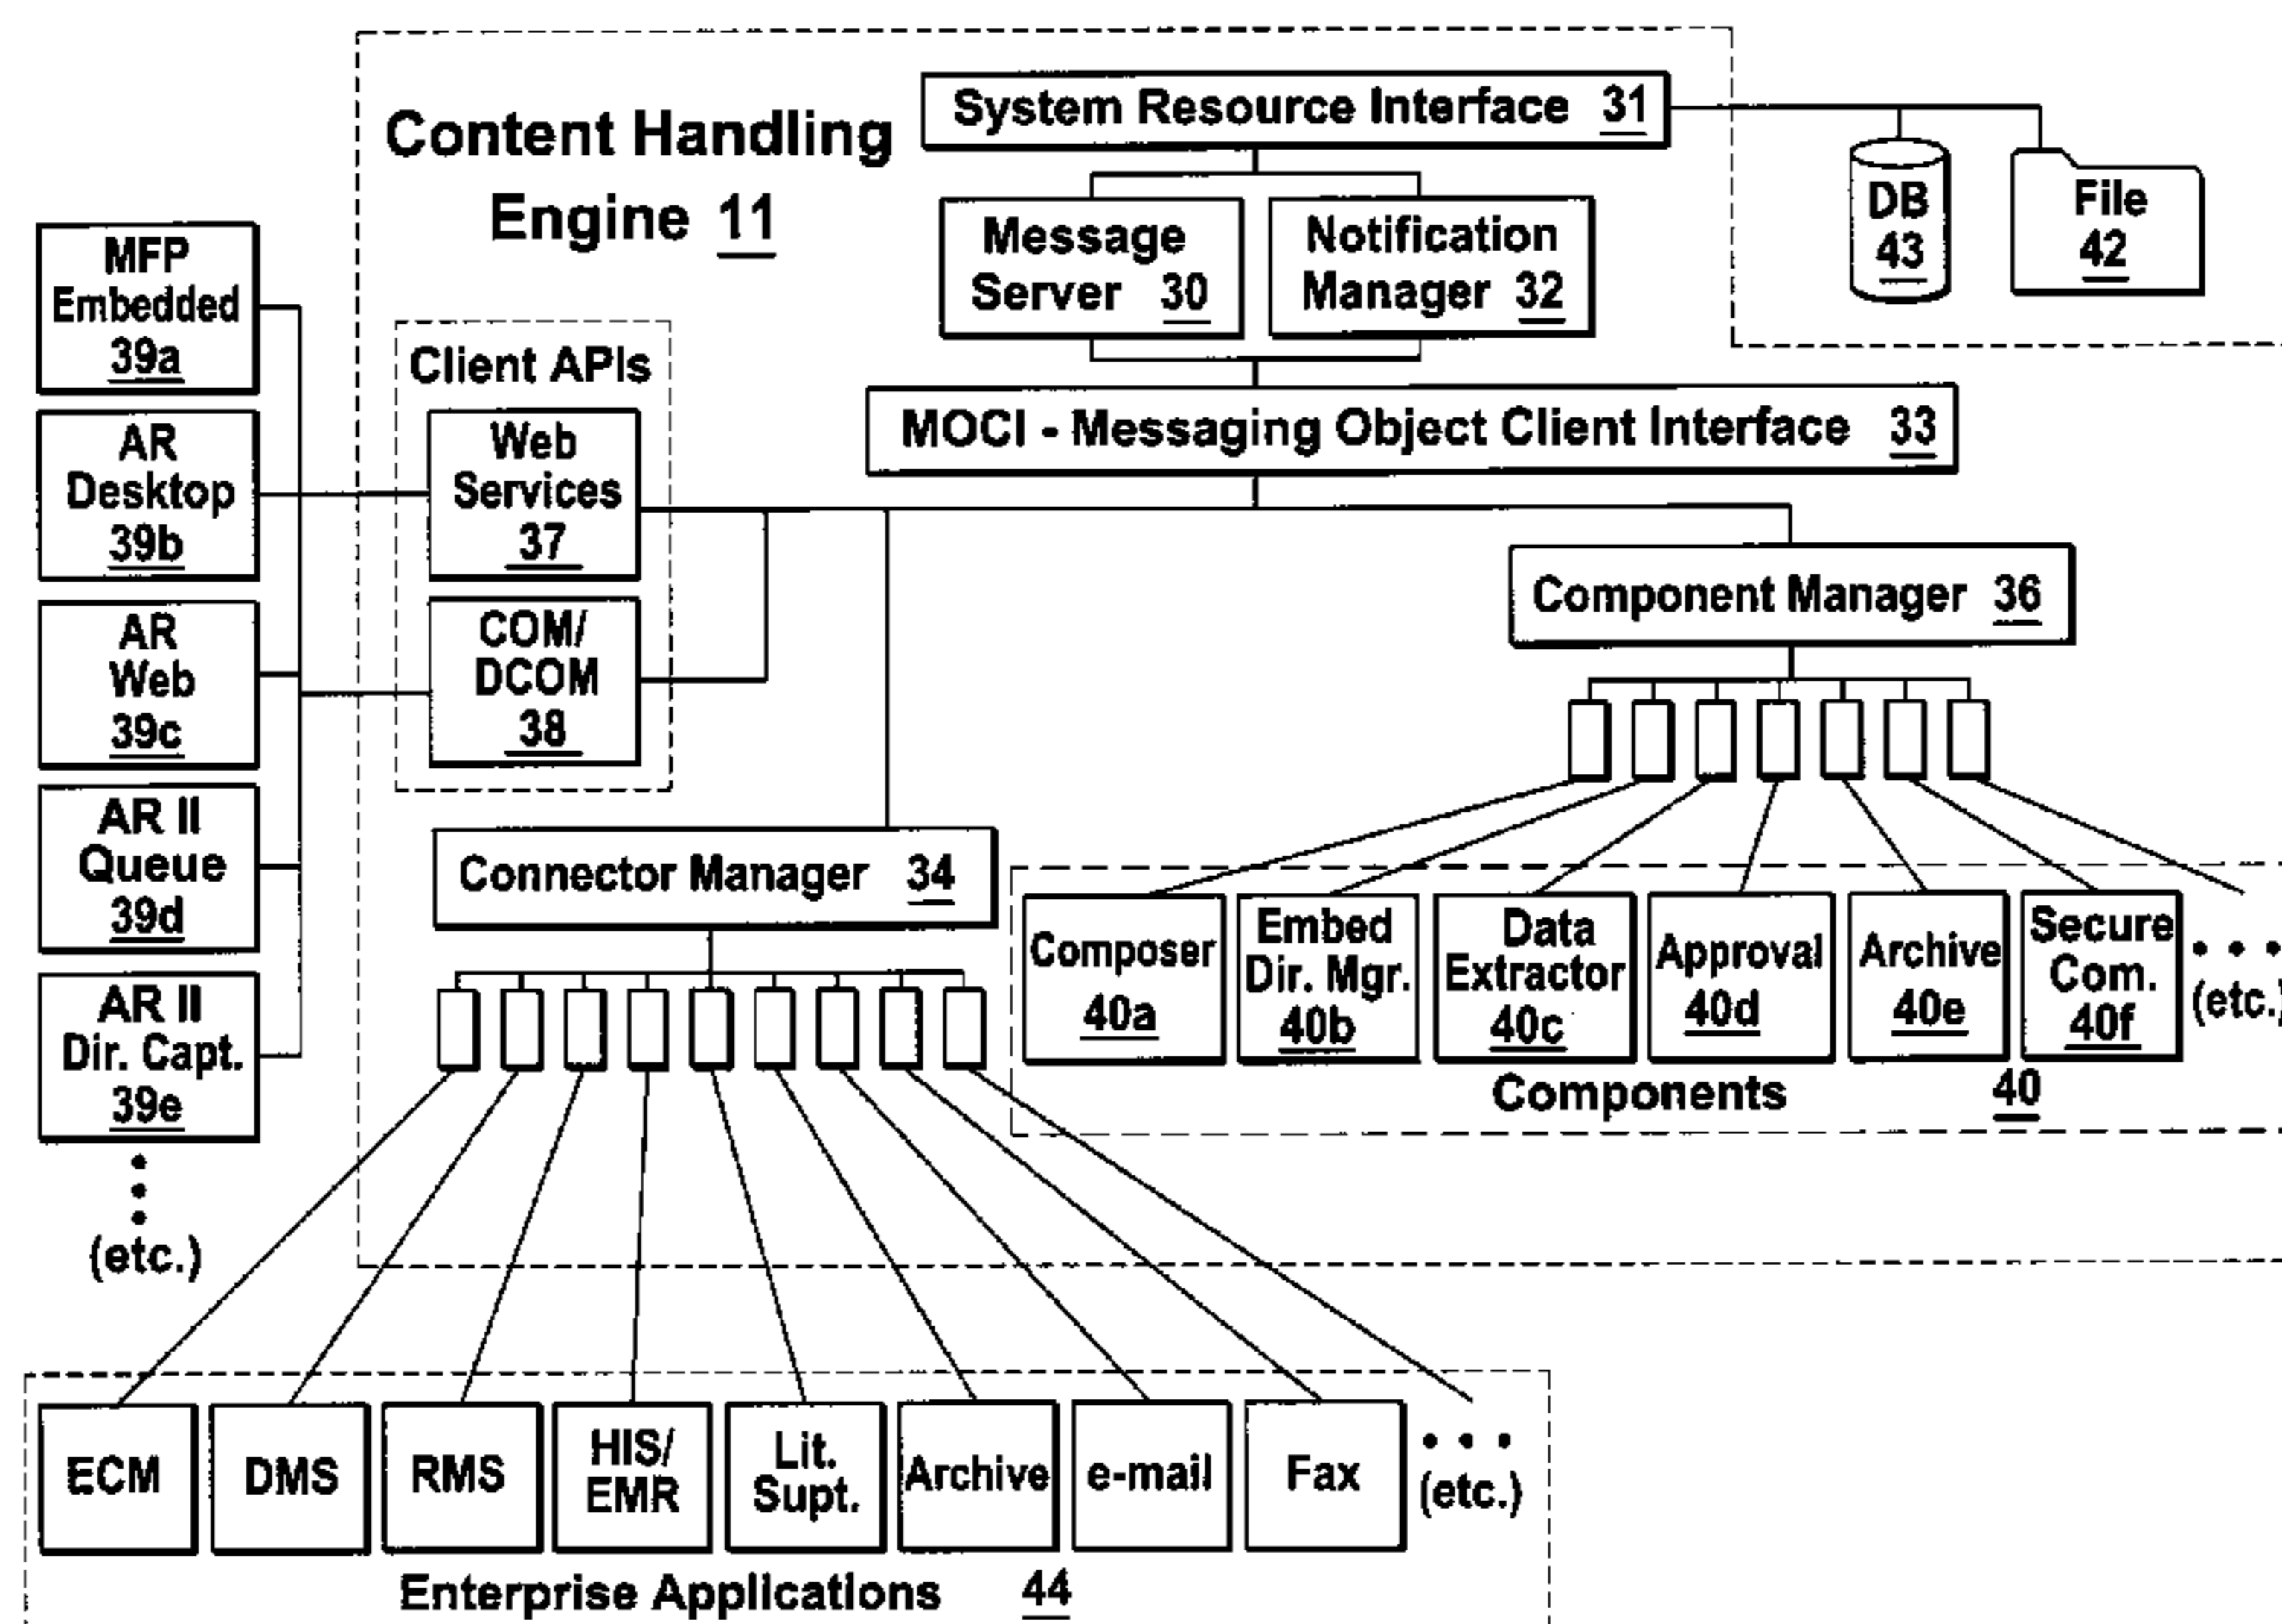 Content Handling
Engine 11
System Resource Interface 31
Message
Server 30
Notification
Manager 32
DB
43
File
42
MOCI - Messaging Object Client Interface 33
MFP
Embedded
39a
AR
Desktop
39b
AR
Web
39c
AR II
Queue
39d
AR II
Dir. Capt.
39e
(etc.)
Client APIs
Web
Services
37
COM/
DCOM
38
Component Manager 36
Connector Manager 34
Composer
40a
Embed
Dir. Mgr.
40b
Data
Extractor
40c
Approval
40d
Archive
40e
Secure
Com.
40f
(etc.)
Components 40
ECM
DMS
RMS
HIS/
EMR
Lit.
Supt.
Archive
e-mail
Fax
(etc.)
Enterprise Applications 44